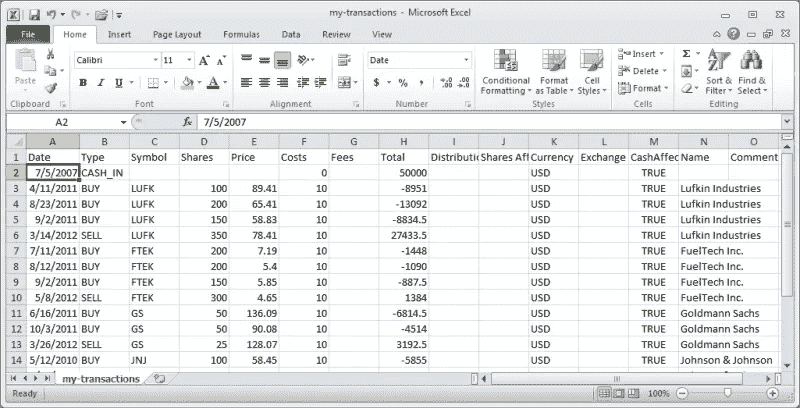 my-transactions - Microsoft Excel
File Home Insert Page Layout Formulas Data Review View
Paste Calibri 11 A A Date Conditional Formatting Format as Table Cell Styles Insert Delete Format Sort & Filter Find & Select
B I U A $ % ,
Clipboard Font Alignment Number Styles Cells Editing
A2 fx 7/5/2007
A B C D E F G H I J K L M N O
1 Date Type Symbol Shares Price Costs Fees Total Distributi Shares Aff Currency Exchange CashAffec Name Comment
2 7/5/2007 CASH_IN 0 50000 USD TRUE
3 4/11/2011 BUY LUFK 100 89.41 10 -8951 USD TRUE Lufkin Industries
4 8/23/2011 BUY LUFK 200 65.41 10 -13092 USD TRUE Lufkin Industries
5 9/2/2011 BUY LUFK 150 58.83 10 -8834.5 USD TRUE Lufkin Industries
6 3/14/2012 SELL LUFK 350 78.41 10 27433.5 USD TRUE Lufkin Industries
7 7/11/2011 BUY FTEK 200 7.19 10 -1448 USD TRUE FuelTech Inc.
8 8/12/2011 BUY FTEK 200 5.4 10 -1090 USD TRUE FuelTech Inc.
9 9/2/2011 BUY FTEK 150 5.85 10 -887.5 USD TRUE FuelTech Inc.
10 5/8/2012 SELL FTEK 300 4.65 10 1384 USD TRUE FuelTech Inc.
11 6/16/2011 BUY GS 50 136.09 10 -6814.5 USD TRUE Goldmann Sachs
12 10/3/2011 BUY GS 50 90.08 10 -4514 USD TRUE Goldmann Sachs
13 3/26/2012 SELL GS 25 128.07 10 3192.5 USD TRUE Goldmann Sachs
14 5/12/2010 BUY JNJ 100 58.45 10 -5855 USD TRUE Johnson & Johnson
my-transactions
Ready 100%